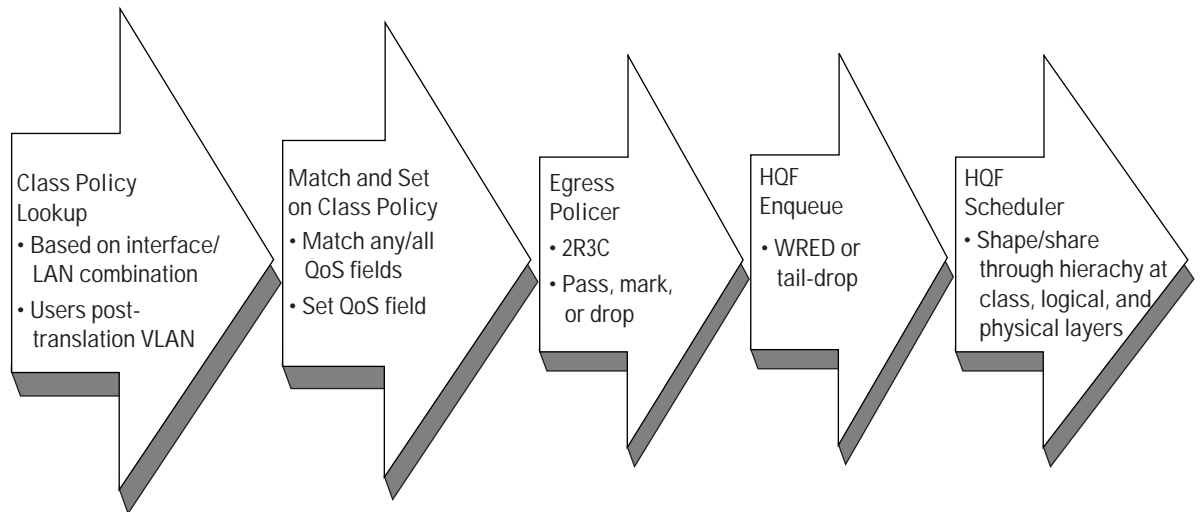 Class Policy
Lookup
• Based on interface/
LAN combination
• Users post-
translation VLAN
Match and Set
on Class Policy
• Match any/all
QoS fields
• Set QoS field
Egress
Policer
• 2R3C
• Pass, mark,
or drop
HQF
Enqueue
• WRED or
tail-drop
HQF
Scheduler
• Shape/share
through hierachy at
class, logical, and
physical layers